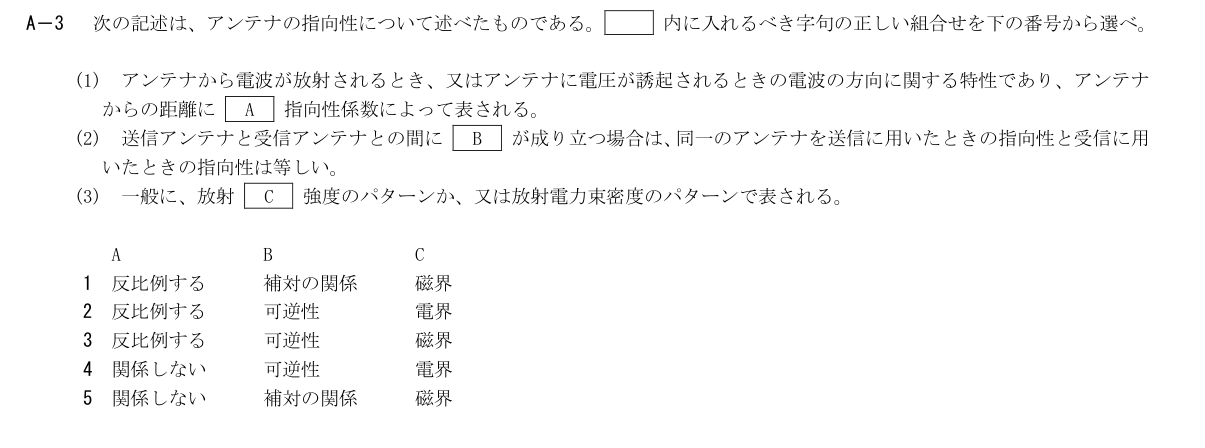 A-3 次の記述は、アンテナの指向性について述べたものである。 内に入れるべき字句の正しい組合せを下の番号から選べ。
(1) アンテナから電波が放射されるとき、又はアンテナに電圧が誘起されるときの電波の方向に関する特性であり、アンテナ
からの距離に A 指向性係数によって表される。
(2) 送信アンテナと受信アンテナとの間に B が成り立つ場合は、同一のアンテナを送信に用いたときの指向性と受信に用
いたときの指向性は等しい。
(3) 一般に、放射 C 強度のパターンか、又は放射電力束密度のパターンで表される。
A B C
1 反比例する 補対の関係 磁界
2 反比例する 可逆性 電界
3 反比例する 可逆性 磁界
4 関係しない 可逆性 電界
5 関係しない 補対の関係 磁界